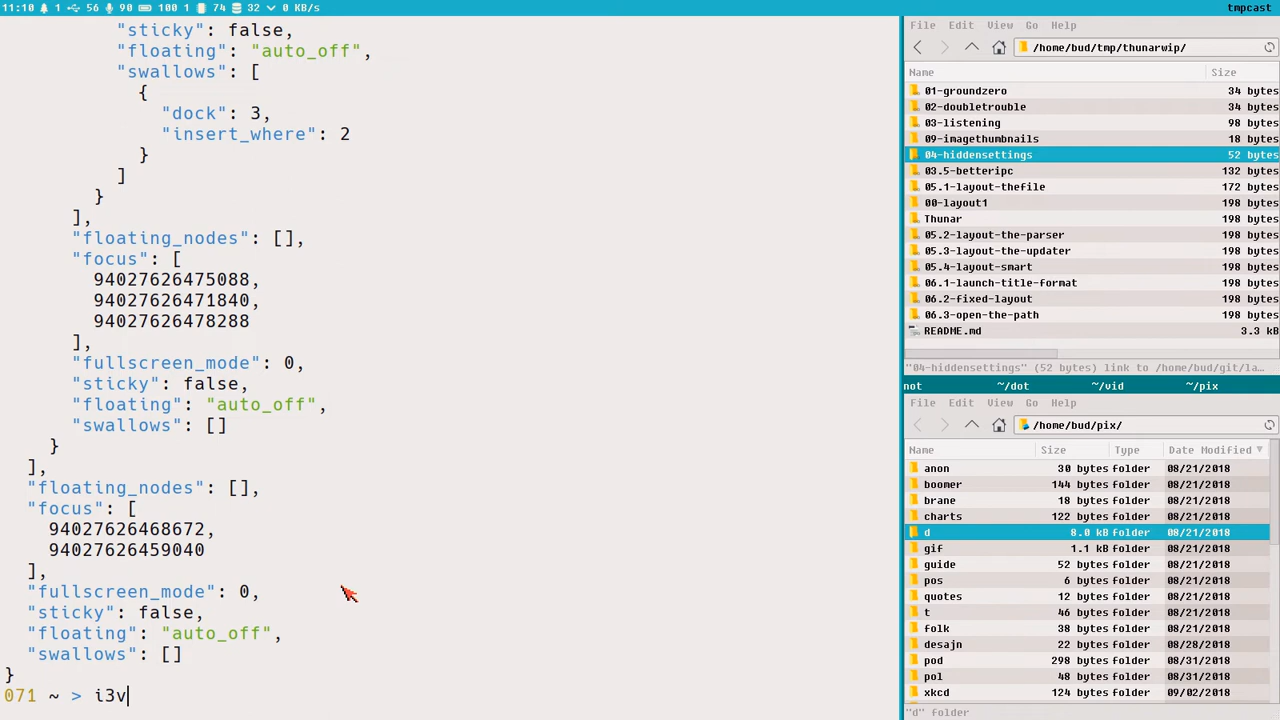 11:10 1 56 90 100 1 74 32 0 KB/s
tmpcast
"sticky": false,
"floating": "auto_off",
"swallows": [
{
"dock": 3,
"insert_where": 2
}
]
}
],
"floating_nodes": [],
"focus": [
94027626475088,
94027626471840,
94027626478288
],
"fullscreen_mode": 0,
"sticky": false,
"floating": "auto_off",
"swallows": []
}
],
"floating_nodes": [],
"focus": [
94027626468672,
94027626459040
],
"fullscreen_mode": 0,
"sticky": false,
"floating": "auto_off",
"swallows": []
}
071 ~ > i3v
File Edit View Go Help
/home/bud/tmp/thunarwip/
Name Size
01-groundzero 34 bytes
02-doubletrouble 34 bytes
03-listening 98 bytes
09-imagethumbnails 18 bytes
04-hiddensettings 52 bytes
03.5-betteripc 132 bytes
05.1-layout-thefile 172 bytes
00-layout1 198 bytes
Thunar 198 bytes
05.2-layout-the-parser 198 bytes
05.3-layout-the-updater 198 bytes
05.4-layout-smart 198 bytes
06.1-launch-title-format 198 bytes
06.2-fixed-layout 198 bytes
06.3-open-the-path 198 bytes
README.md 3.3 kB
"04-hiddensettings" (52 bytes) link to /home/bud/git/la…
not ~/dot ~/vid ~/pix
File Edit View Go Help
/home/bud/pix/
Name Size Type Date Modified
anon 30 bytes folder 08/21/2018
boomer 144 bytes folder 08/21/2018
brane 18 bytes folder 08/21/2018
charts 122 bytes folder 08/21/2018
d 8.0 kB folder 08/21/2018
gif 1.1 kB folder 08/21/2018
guide 52 bytes folder 08/21/2018
pos 6 bytes folder 08/21/2018
quotes 12 bytes folder 08/21/2018
t 46 bytes folder 08/21/2018
folk 38 bytes folder 08/21/2018
desajn 22 bytes folder 08/28/2018
pod 298 bytes folder 08/31/2018
pol 48 bytes folder 08/31/2018
xkcd 124 bytes folder 09/02/2018
"d" folder